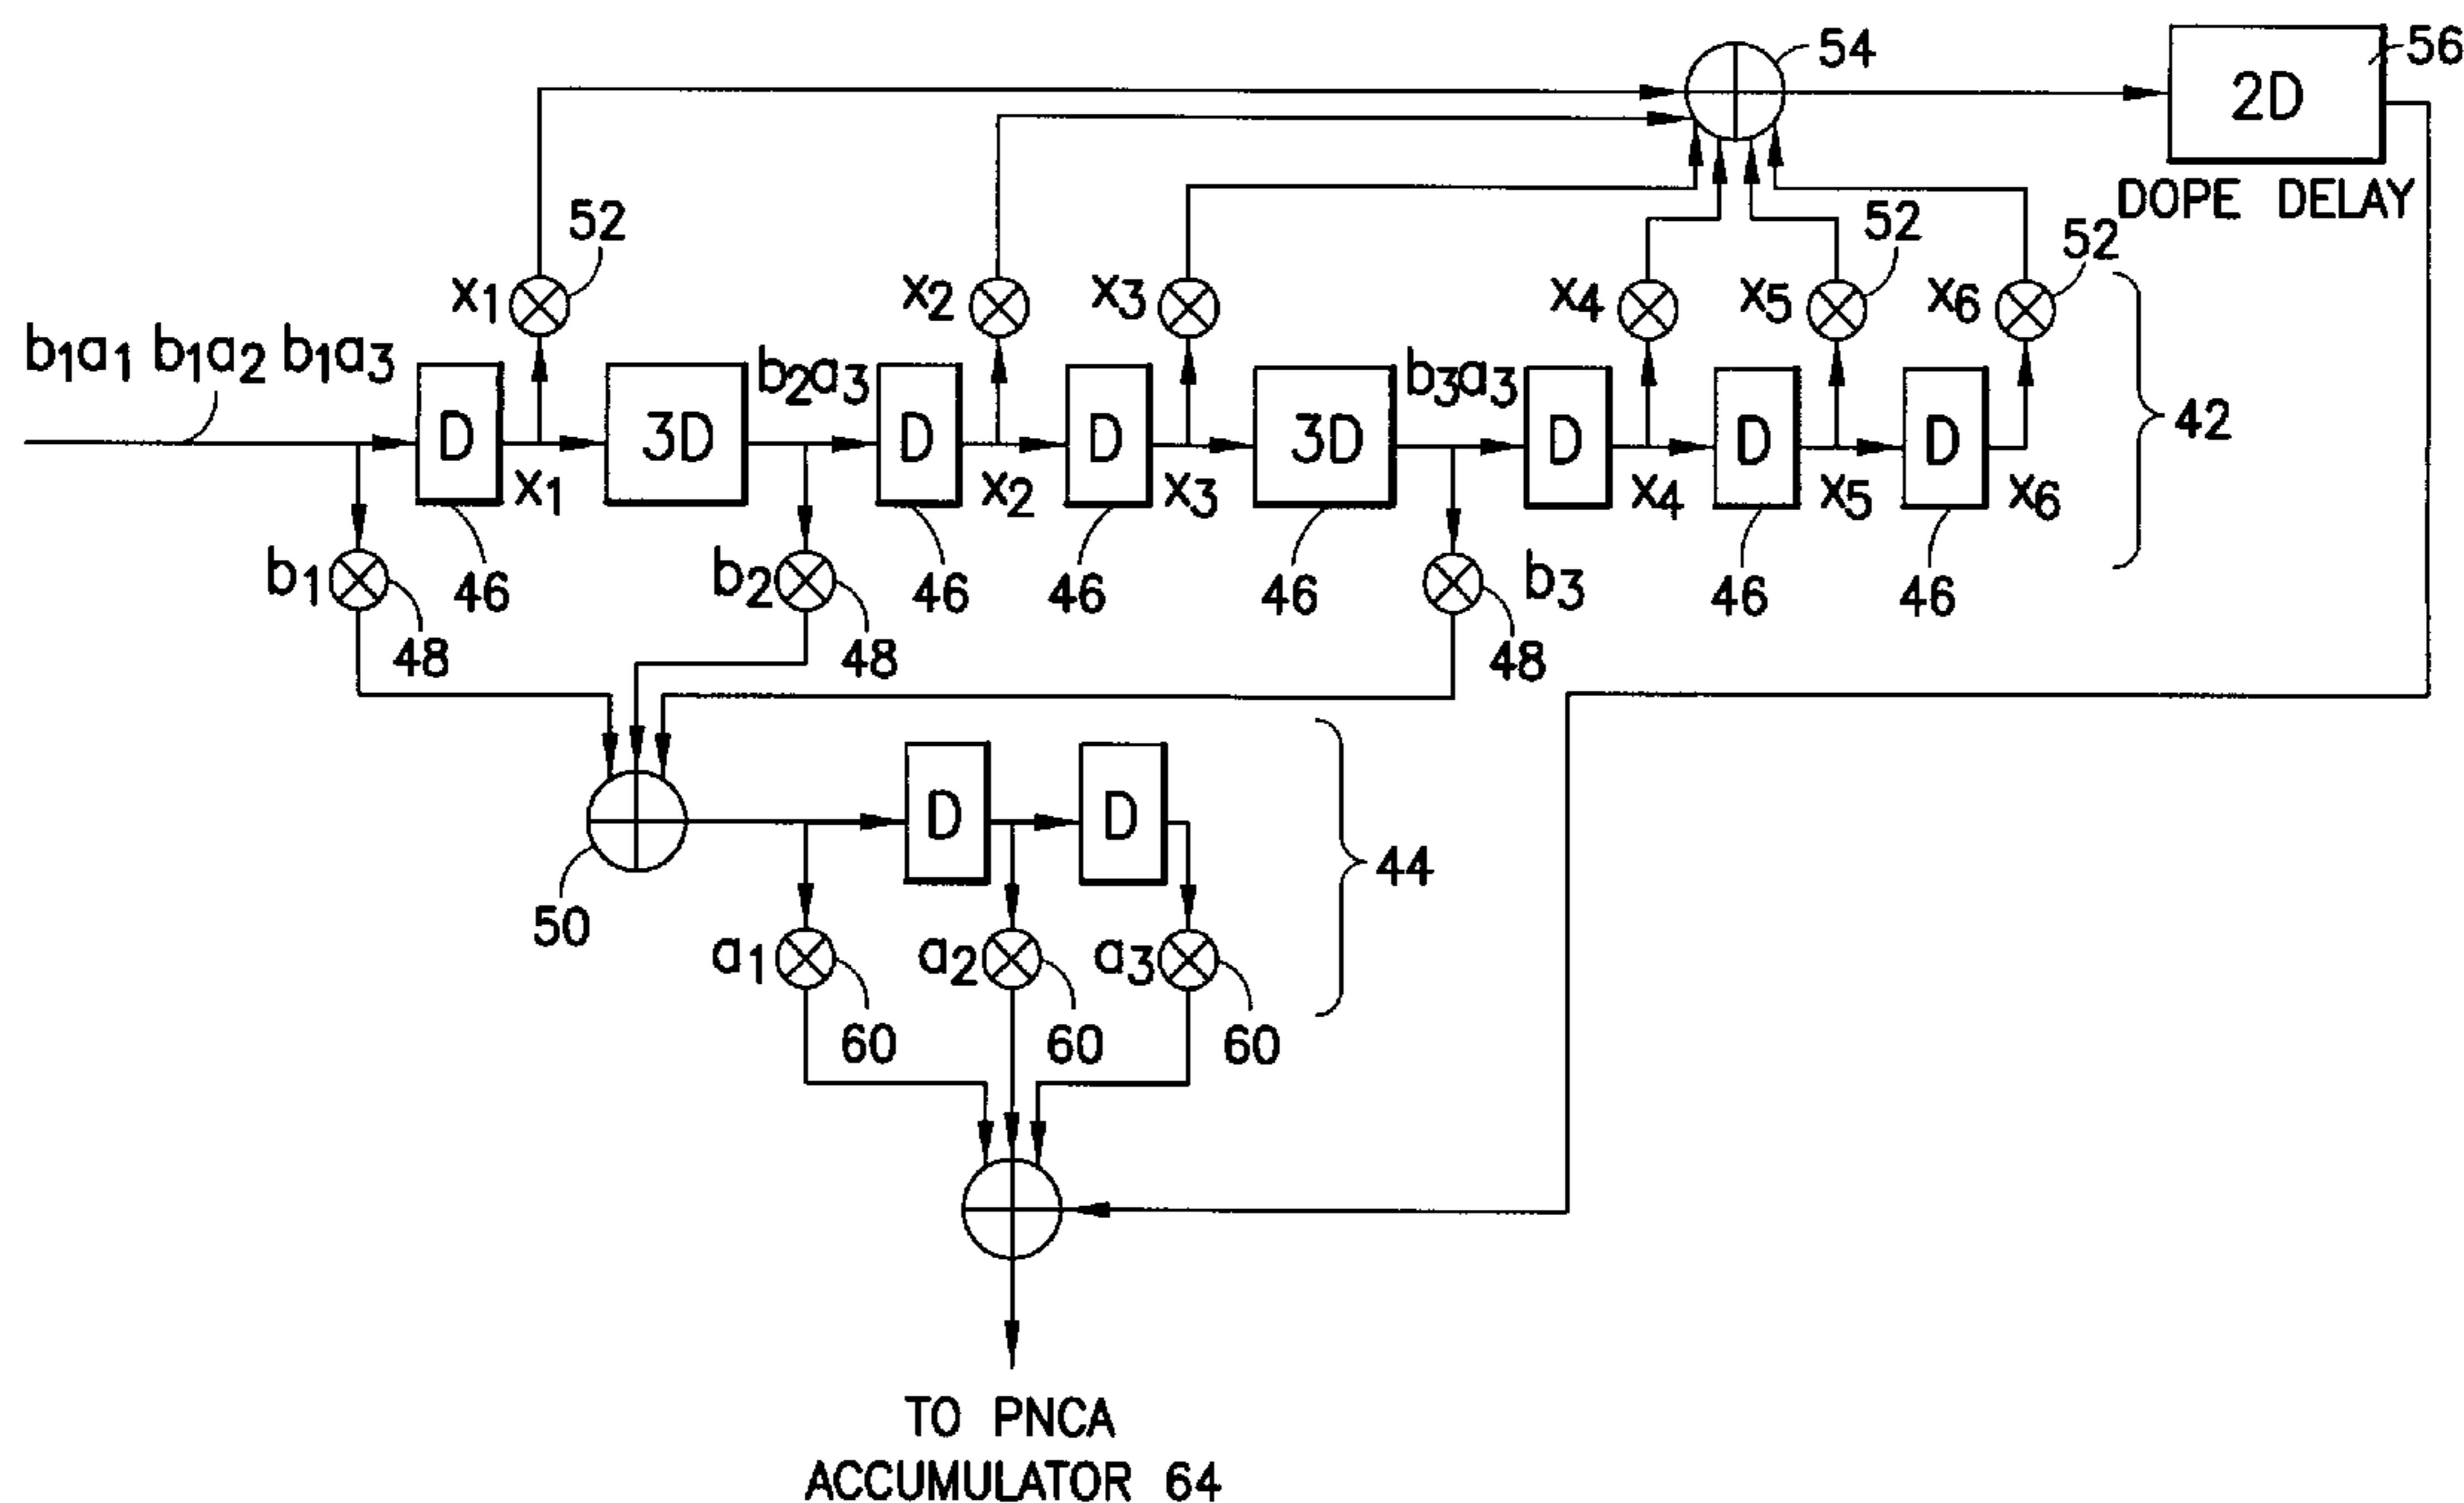 54
56
2D
DOPE DELAY
52
52
52
x1
x2
x3
x4
x5
x6
b1a1 b1a2 b1a3
D
3D
b2a3
D
D
3D
b3a3
D
D
D
42
x1
x2
x3
x4
x5
x6
b1
46
b2
46
46
46
b3
46
46
48
48
48
D
D
44
50
a1
a2
a3
60
60
60
TO PNCA
ACCUMULATOR 64